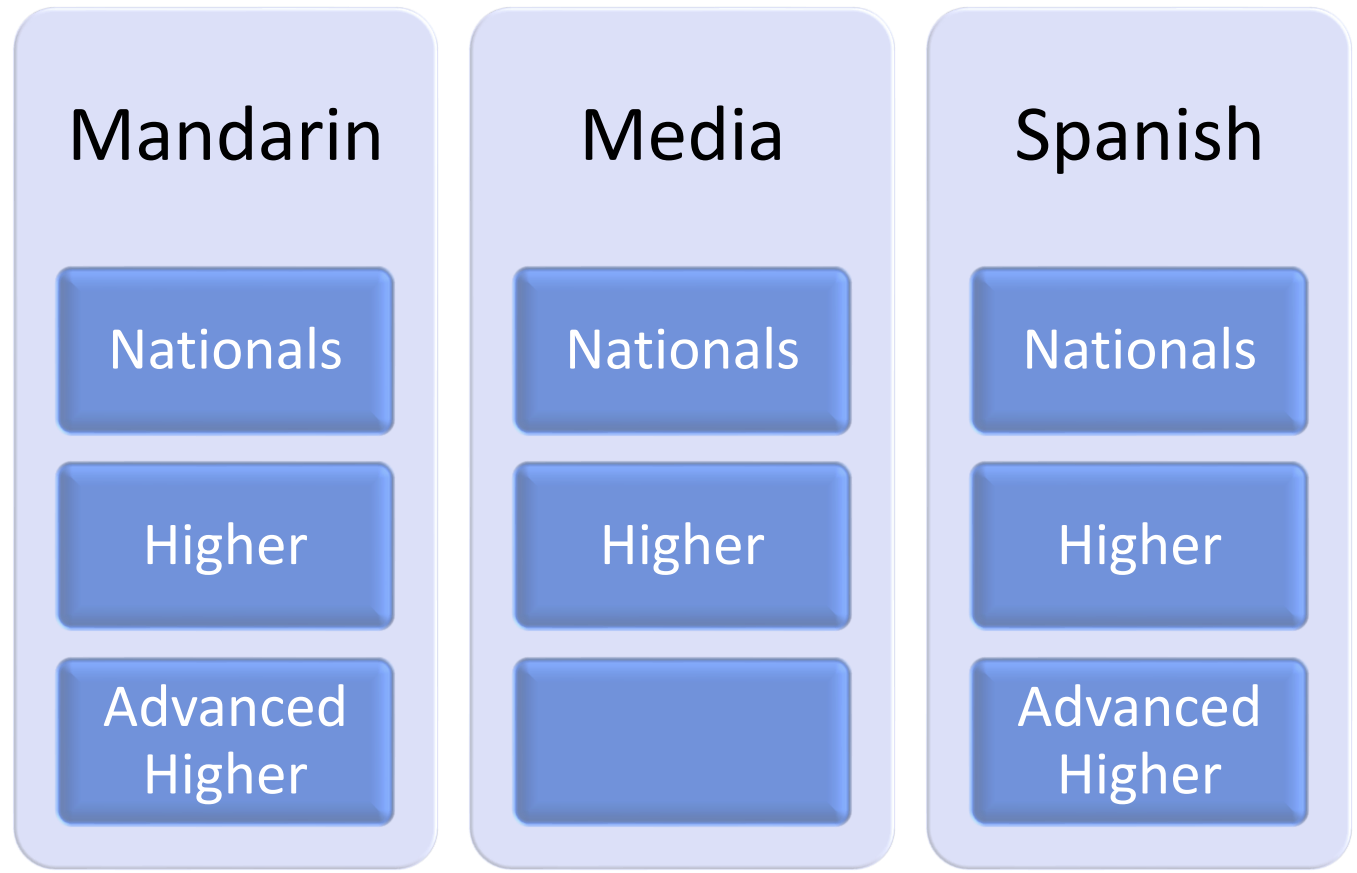 Mandarin
Nationals
Higher
Advanced
Higher
Media
Nationals
Higher
Spanish
Nationals
Higher
Advanced
Higher